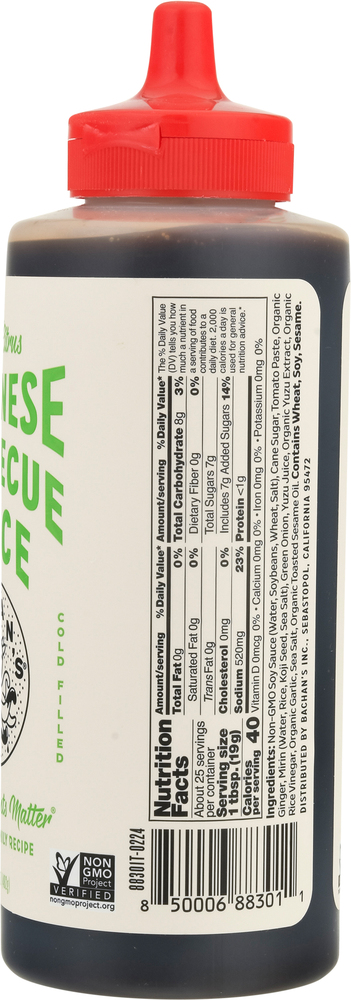 Citrus
NESE
ECUE
CE
N'S
COLD FILLED
Matter®
LY RECIPE
NON
GMO
Project
VERIFIED
nongmoproject.org
88301T-0224
8 50006 88301 1
Nutrition
Facts
About 25 servings
per container
Serving size
1 tbsp. (19g)
Calories
per serving 40
Amount/serving %Daily Value*
Total Fat 0g 0%
Saturated Fat 0g 0%
Trans Fat 0g
Cholesterol 0mg 0%
Sodium 520mg 23%
Amount/serving %Daily Value*
Total Carbohydrate 8g 3%
Dietary Fiber 0g 0%
Total Sugars 7g
Includes 7g Added Sugars 14%
Protein <1g
Vitamin D 0mcg 0% • Calcium 0mg 0% • Iron 0mg 0% • Potassium 0mg 0%
The % Daily Value
(DV) tells you how
much a nutrient in
a serving of food
contributes to a
daily diet. 2,000
calories a day is
used for general
nutrition advice.*
Ingredients: Non-GMO Soy Sauce (Water, Soybeans, Wheat, Salt), Cane Sugar, Tomato Paste, Organic
Ginger, Mirin (Water, Rice, Koji Seed, Sea Salt), Green Onion, Yuzu Juice, Organic Yuzu Extract, Organic
Rice Vinegar, Organic Garlic, Sea Salt, Organic Toasted Sesame Oil. Contains Wheat, Soy, Sesame.
DISTRIBUTED BY BACHAN'S INC., SEBASTOPOL, CALIFORNIA 95472